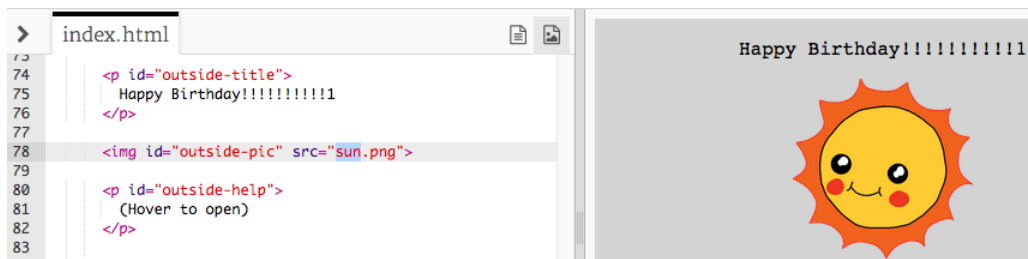 index.html
73
74 <p id="outside-title">
75 Happy Birthday!!!!!!!!!!1
76 </p>
77
78 <img id="outside-pic" src="sun.png">
79
80 <p id="outside-help">
81 (Hover to open)
82 </p>
83
Happy Birthday!!!!!!!!!!1